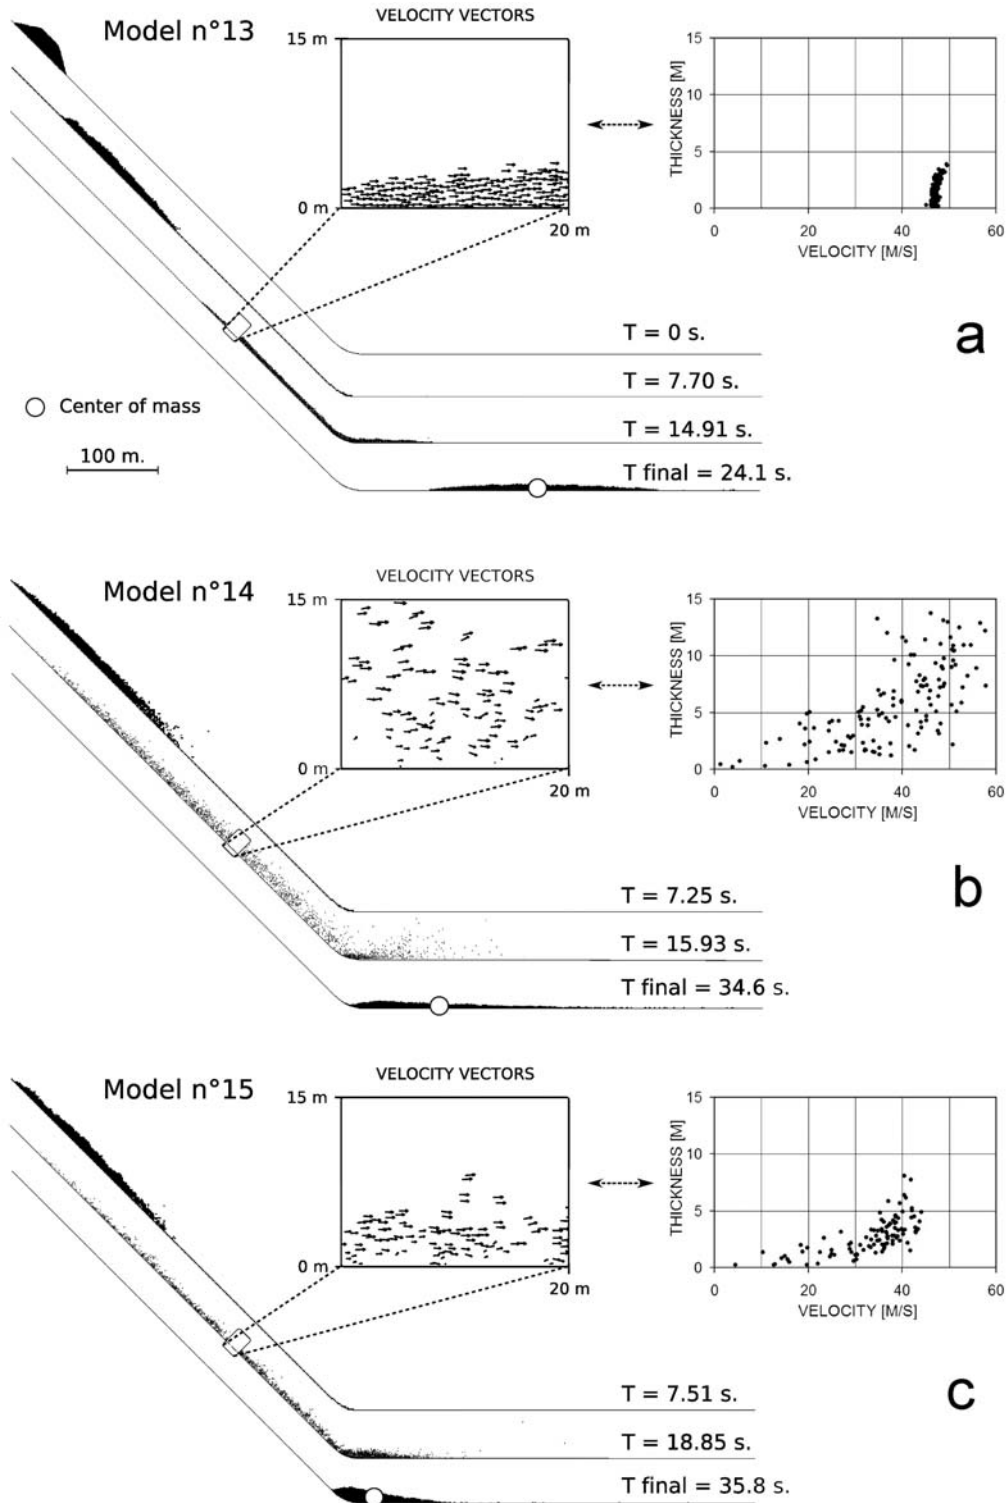 Model n°13
VELOCITY VECTORS
15 m
0 m
20 m
THICKNESS [M]
15
10
5
0
0
20
40
60
VELOCITY [M/S]
T = 0 s.
T = 7.70 s.
T = 14.91 s.
T final = 24.1 s.
a
Center of mass
100 m.
Model n°14
VELOCITY VECTORS
15 m
0 m
20 m
THICKNESS [M]
15
10
5
0
0
20
40
60
VELOCITY [M/S]
T = 7.25 s.
T = 15.93 s.
T final = 34.6 s.
b
Model n°15
VELOCITY VECTORS
15 m
0 m
20 m
THICKNESS [M]
15
10
5
0
0
20
40
60
VELOCITY [M/S]
T = 7.51 s.
T = 18.85 s.
T final = 35.8 s.
c